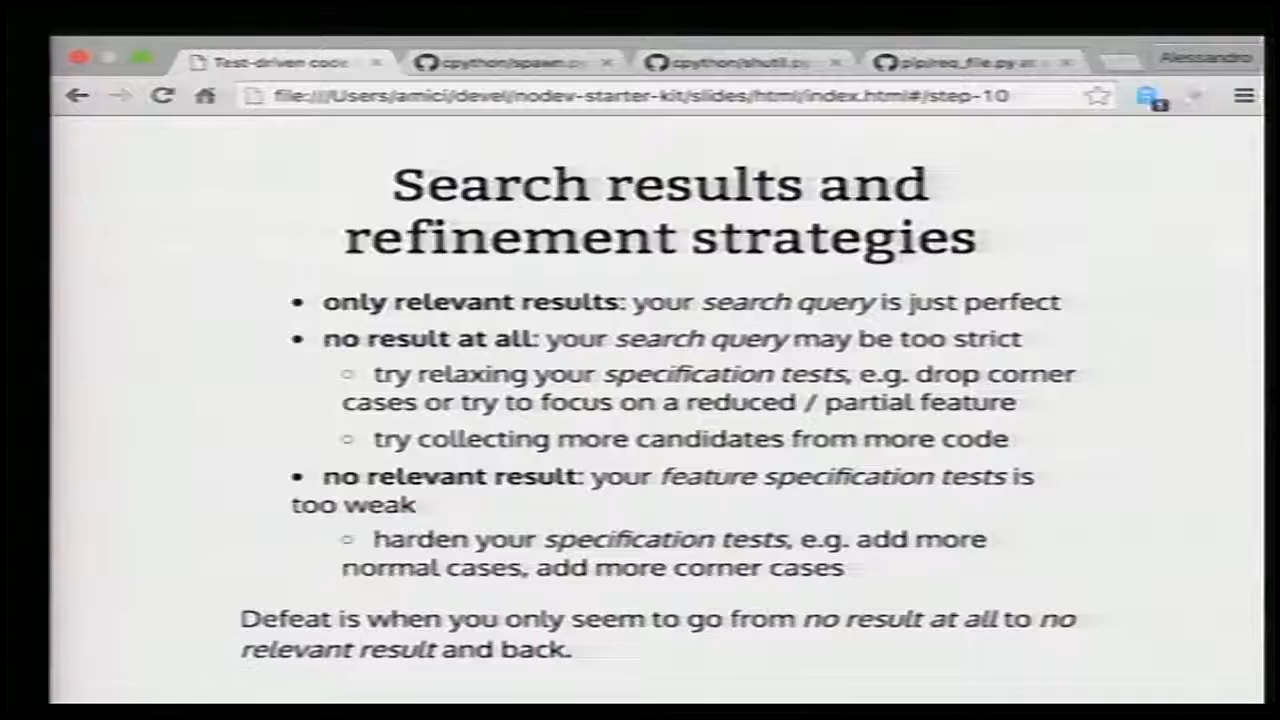 Test-driven code
cpython/spawn.py
cpython/shutil.py
pip/req_file.py at
Alessandro
file:///Users/amici/devel/nodev-starter-kit/slides/html/index.html#/step-10
Search results and
refinement strategies
• only relevant results: your search query is just perfect
• no result at all: your search query may be too strict
○ try relaxing your specification tests, e.g. drop corner
cases or try to focus on a reduced / partial feature
○ try collecting more candidates from more code
• no relevant result: your feature specification tests is
too weak
○ harden your specification tests, e.g. add more
normal cases, add more corner cases
Defeat is when you only seem to go from no result at all to no
relevant result and back.